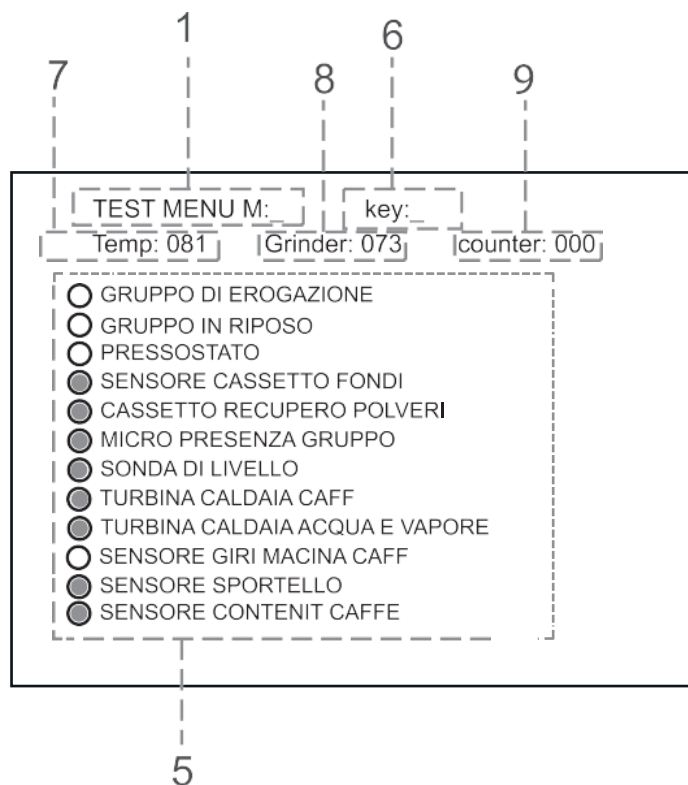 1 6
7 8 9
TEST MENU M:_ key:_
Temp: 081 Grinder: 073 counter: 000
GRUPPO DI EROGAZIONE
GRUPPO IN RIPOSO
PRESSOSTATO
SENSORE CASSETTO FONDI
CASSETTO RECUPERO POLVERI
MICRO PRESENZA GRUPPO
SONDA DI LIVELLO
TURBINA CALDAIA CAFF
TURBINA CALDAIA ACQUA E VAPORE
SENSORE GIRI MACINA CAFF
SENSORE SPORTELLO
SENSORE CONTENIT CAFFE
5